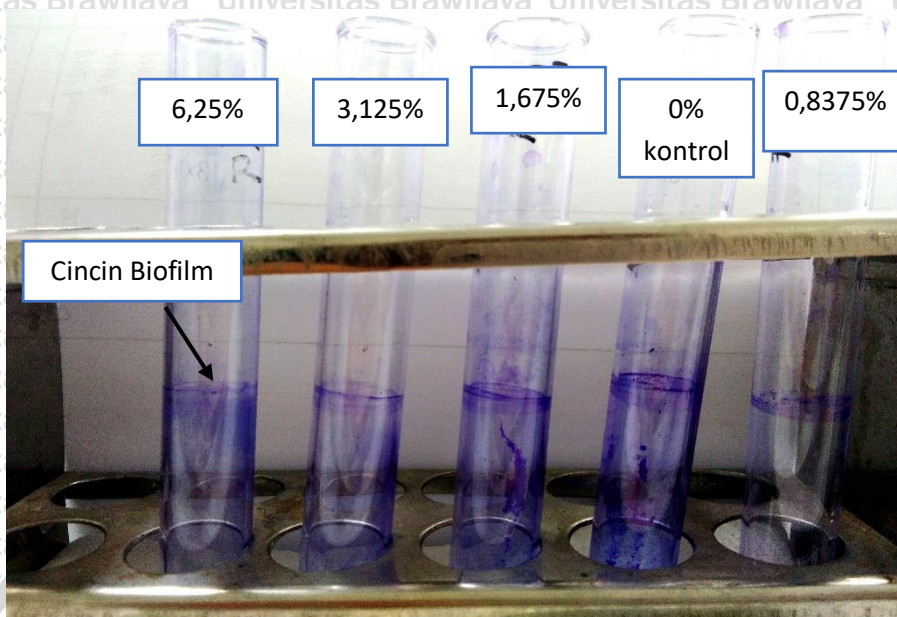 Universitas Brawijaya Universitas Brawijaya Universitas Brawijaya
6,25%
3,125%
1,675%
0%
kontrol
0,8375%
Cincin Biofilm
R